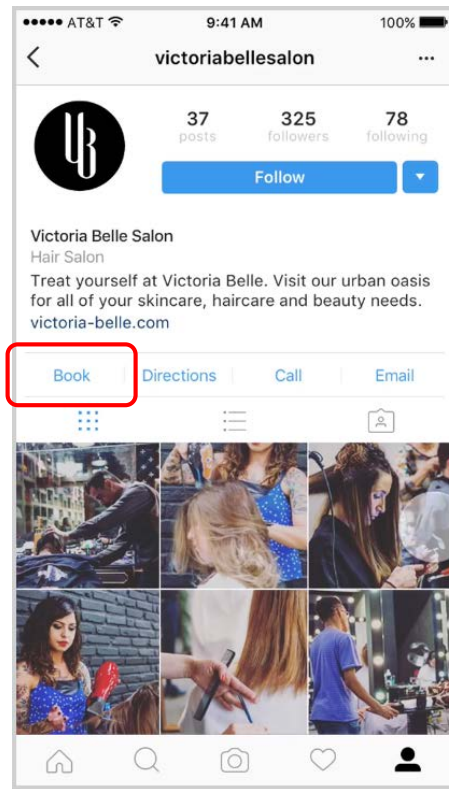 AT&T 9:41 AM 100%
victoriabellesalon
37 325 78
posts followers following
Follow
Victoria Belle Salon
Hair Salon
Treat yourself at Victoria Belle. Visit our urban oasis
for all of your skincare, haircare and beauty needs.
victoria-belle.com
Book Directions Call Email